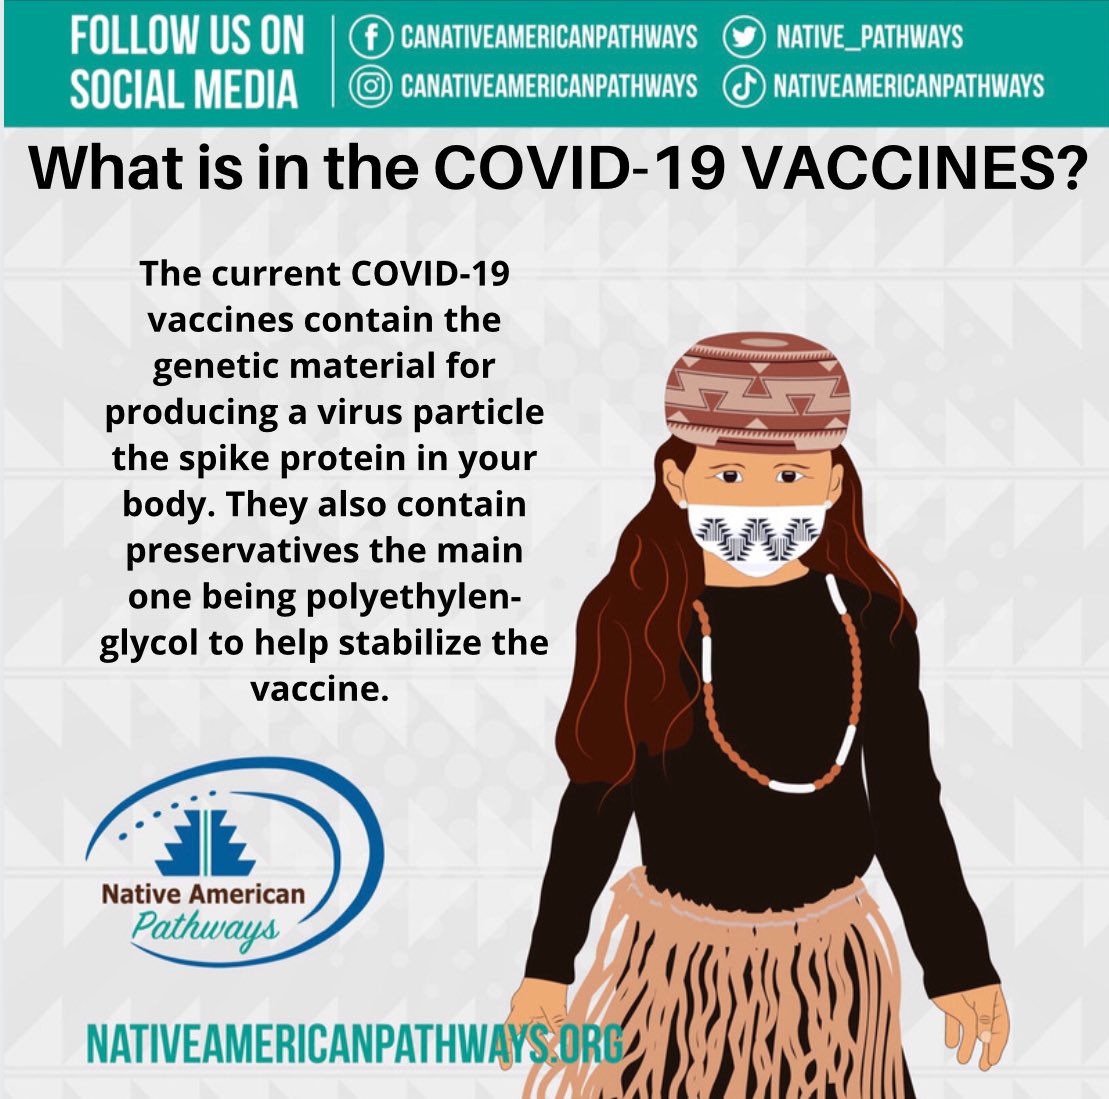 FOLLOW US ON
SOCIAL MEDIA
CANATIVEAMERICANPATHWAYS
NATIVE_PATHWAYS
CANATIVEAMERICANPATHWAYS
NATIVEAMERICANPATHWAYS
What is in the COVID-19 VACCINES?
The current COVID-19
vaccines contain the
genetic material for
producing a virus particle
the spike protein in your
body. They also contain
preservatives the main
one being polyethylen-
glycol to help stabilize the
vaccine.
Native American
Pathways
NATIVEAMERICANPATHWAYS.ORG